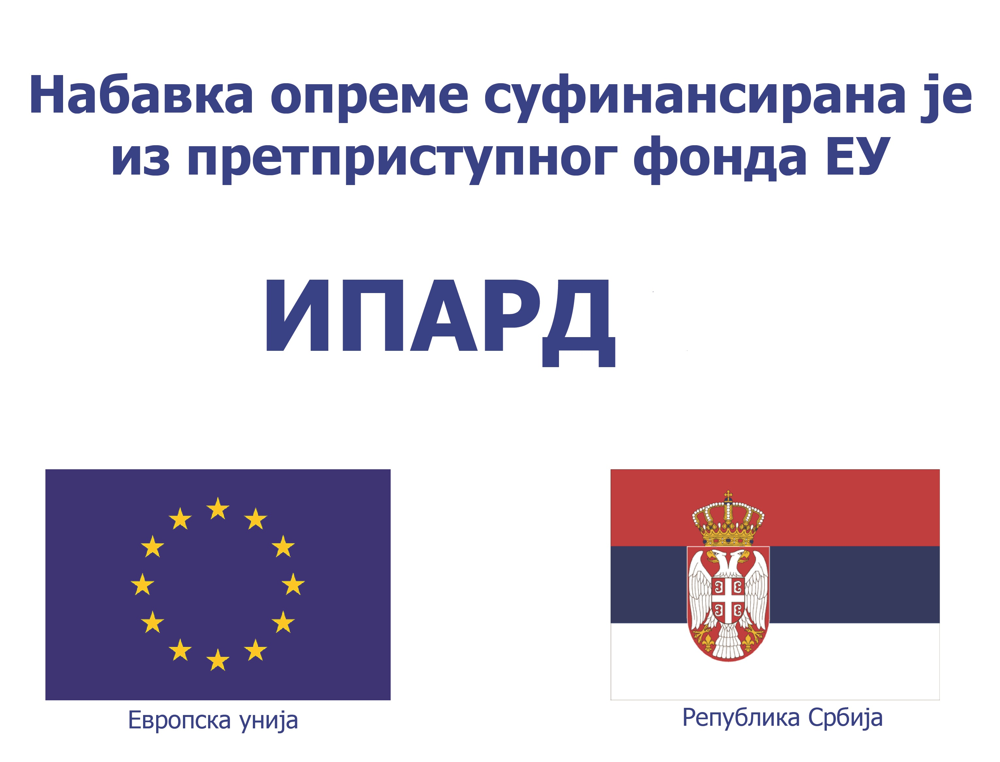 Набавка опреме суфинансирана је
из претприступног фонда ЕУ
ИПАРД
Европска унија
Република Србија